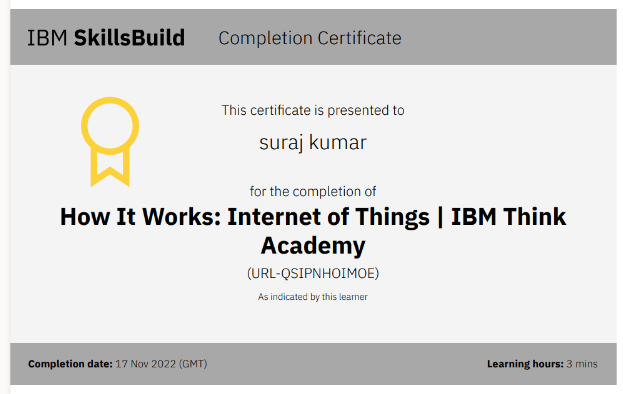 IBM SkillsBuild Completion Certificate
This certificate is presented to
suraj kumar
for the completion of
How It Works: Internet of Things | IBM Think
Academy
(URL-QSIPNHOIMOE)
As indicated by this learner
Completion date: 17 Nov 2022 (GMT) Learning hours: 3 mins